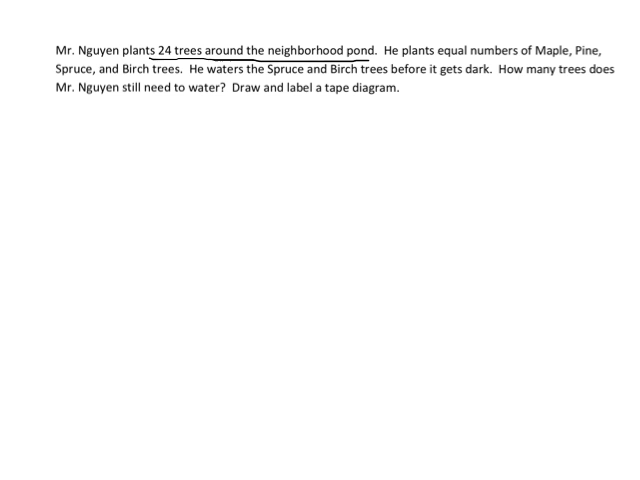 Mr. Nguyen plants 24 trees around the neighborhood pond.  He plants equal numbers of Maple, Pine,
Spruce, and Birch trees.  He waters the Spruce and Birch trees before it gets dark.  How many trees does
Mr. Nguyen still need to water?  Draw and label a tape diagram.